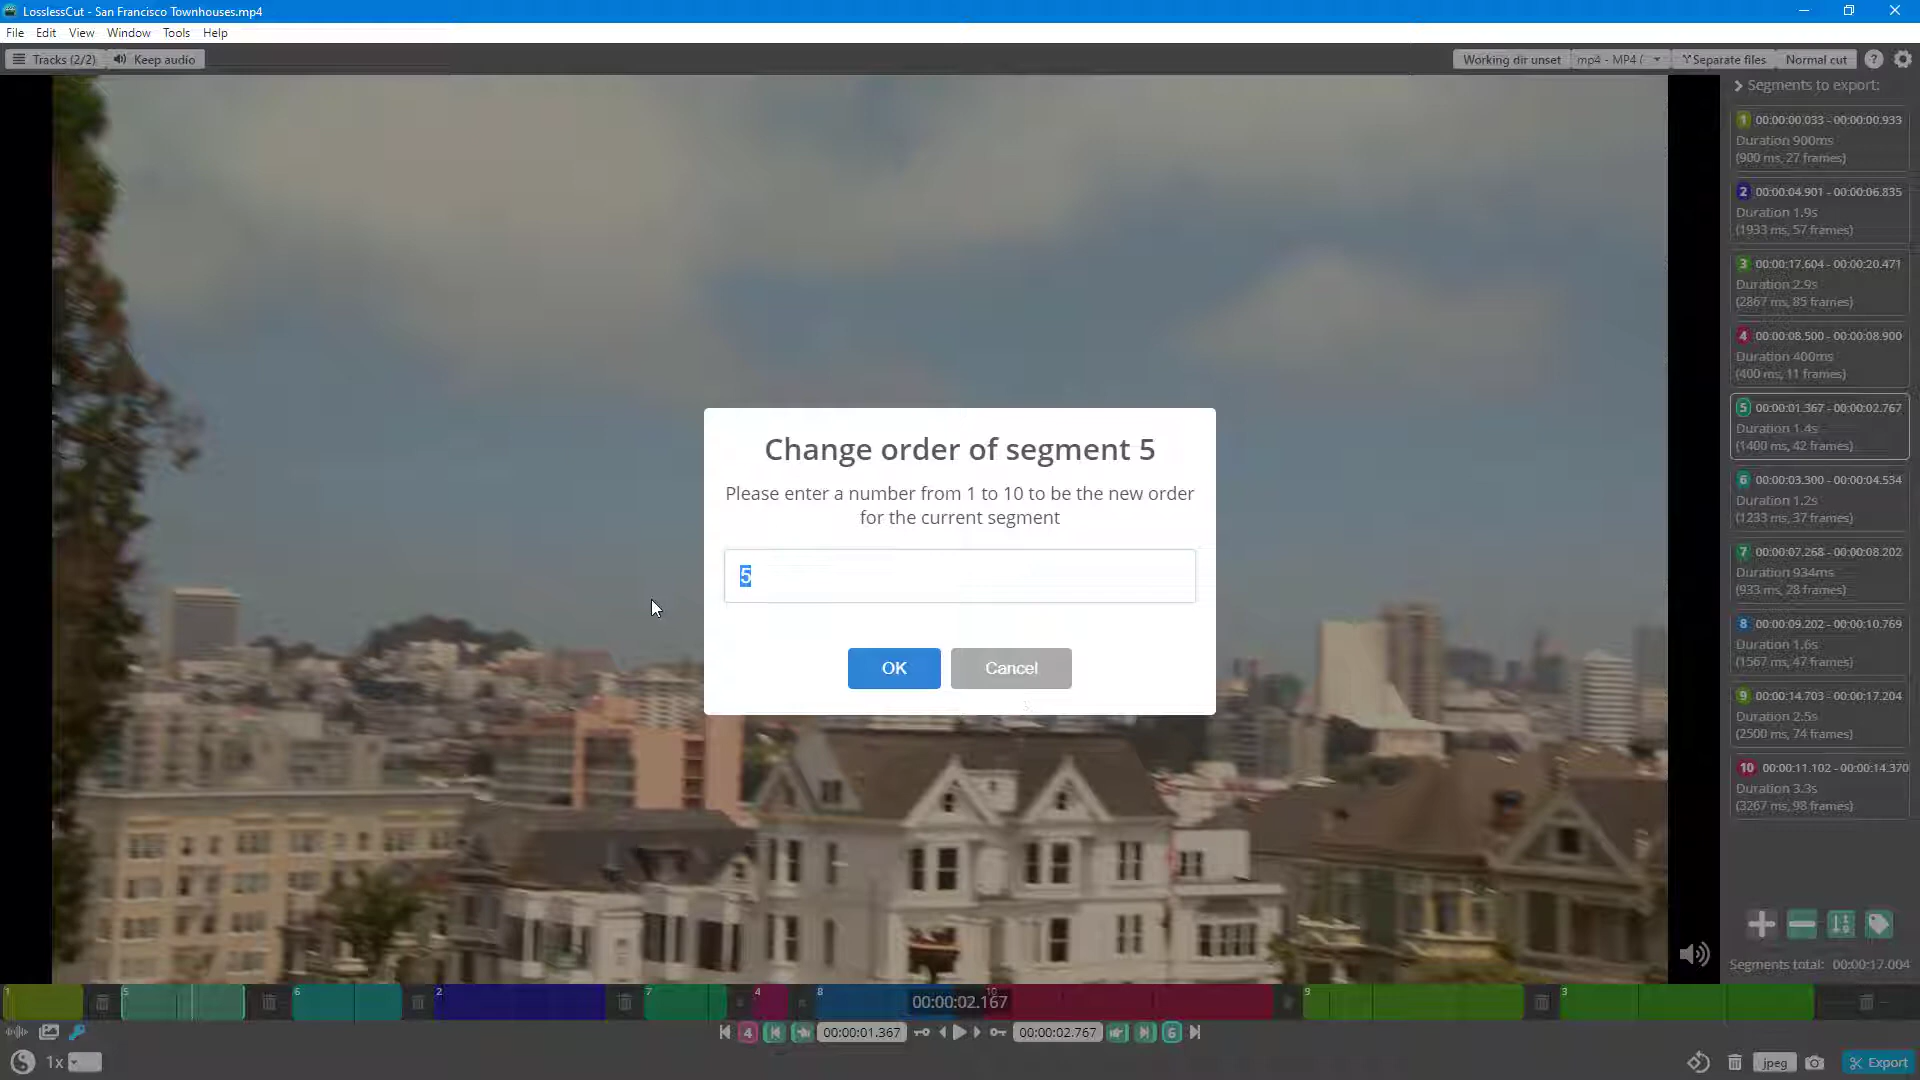 LosslessCut - San Francisco Townhouses.mp4
File Edit View Window Tools Help
Tracks (2/2) Keep audio Working dir unset mp4 - MP4 ( Separate files Normal cut ?
Segments to export:
1 00:00:00.033 - 00:00:00.933
Duration 900ms
(900 ms, 27 frames)
2 00:00:04.901 - 00:00:06.835
Duration 1.9s
(1933 ms, 57 frames)
3 00:00:17.604 - 00:00:20.471
Duration 2.9s
(2867 ms, 85 frames)
4 00:00:08.500 - 00:00:08.900
Duration 400ms
(400 ms, 11 frames)
5 00:00:01.367 - 00:00:02.767
Duration 1.4s
(1400 ms, 42 frames)
6 00:00:03.300 - 00:00:04.534
Duration 1.2s
(1233 ms, 37 frames)
7 00:00:07.268 - 00:00:08.202
Duration 934ms
(933 ms, 28 frames)
8 00:00:09.202 - 00:00:10.769
Duration 1.6s
(1567 ms, 47 frames)
9 00:00:14.703 - 00:00:17.204
Duration 2.5s
(2500 ms, 74 frames)
10 00:00:11.102 - 00:00:14.370
Duration 3.3s
(3267 ms, 98 frames)
Segments total: 00:00:17.004
Change order of segment 5
Please enter a number from 1 to 10 to be the new order
for the current segment
5
OK Cancel
1 5 6 2 7 4 8 10 9 3
00:00:02.167
4 00:00:01.367 00:00:02.767 6
1x jpeg Export